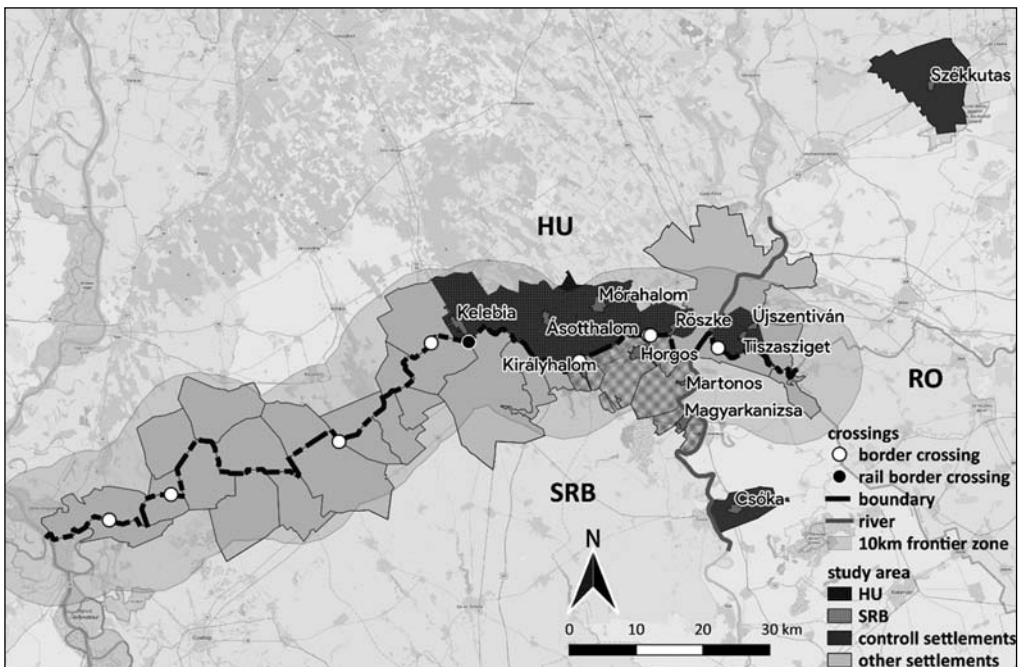 Székkutas
HU
Mórahalom
Kelebia
Újszentiván
Röszke
Ásotthalom
Tiszasziget
Királyhalom
Horgos
Martonos
RO
Magyarkanizsa
SRB
Csóka
N
0 10 20 30 km
crossings
border crossing
rail border crossing
boundary
river
10km frontier zone
study area
HU
SRB
controll settlements
other settlements